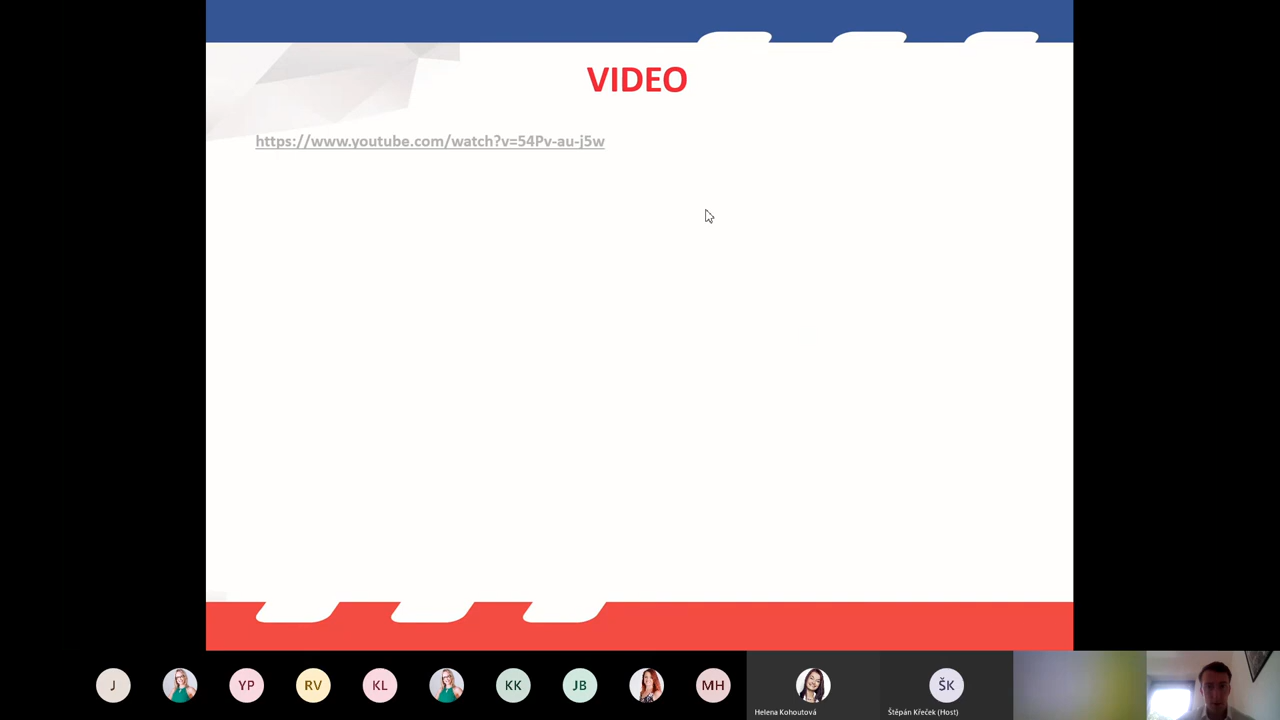 VIDEO
https://www.youtube.com/watch?v=54Pv-au-j5w
J
YP
RV
KL
KK
JB
MH
Helena Kohoutová
ŠK
Štěpán Křeček (Host)